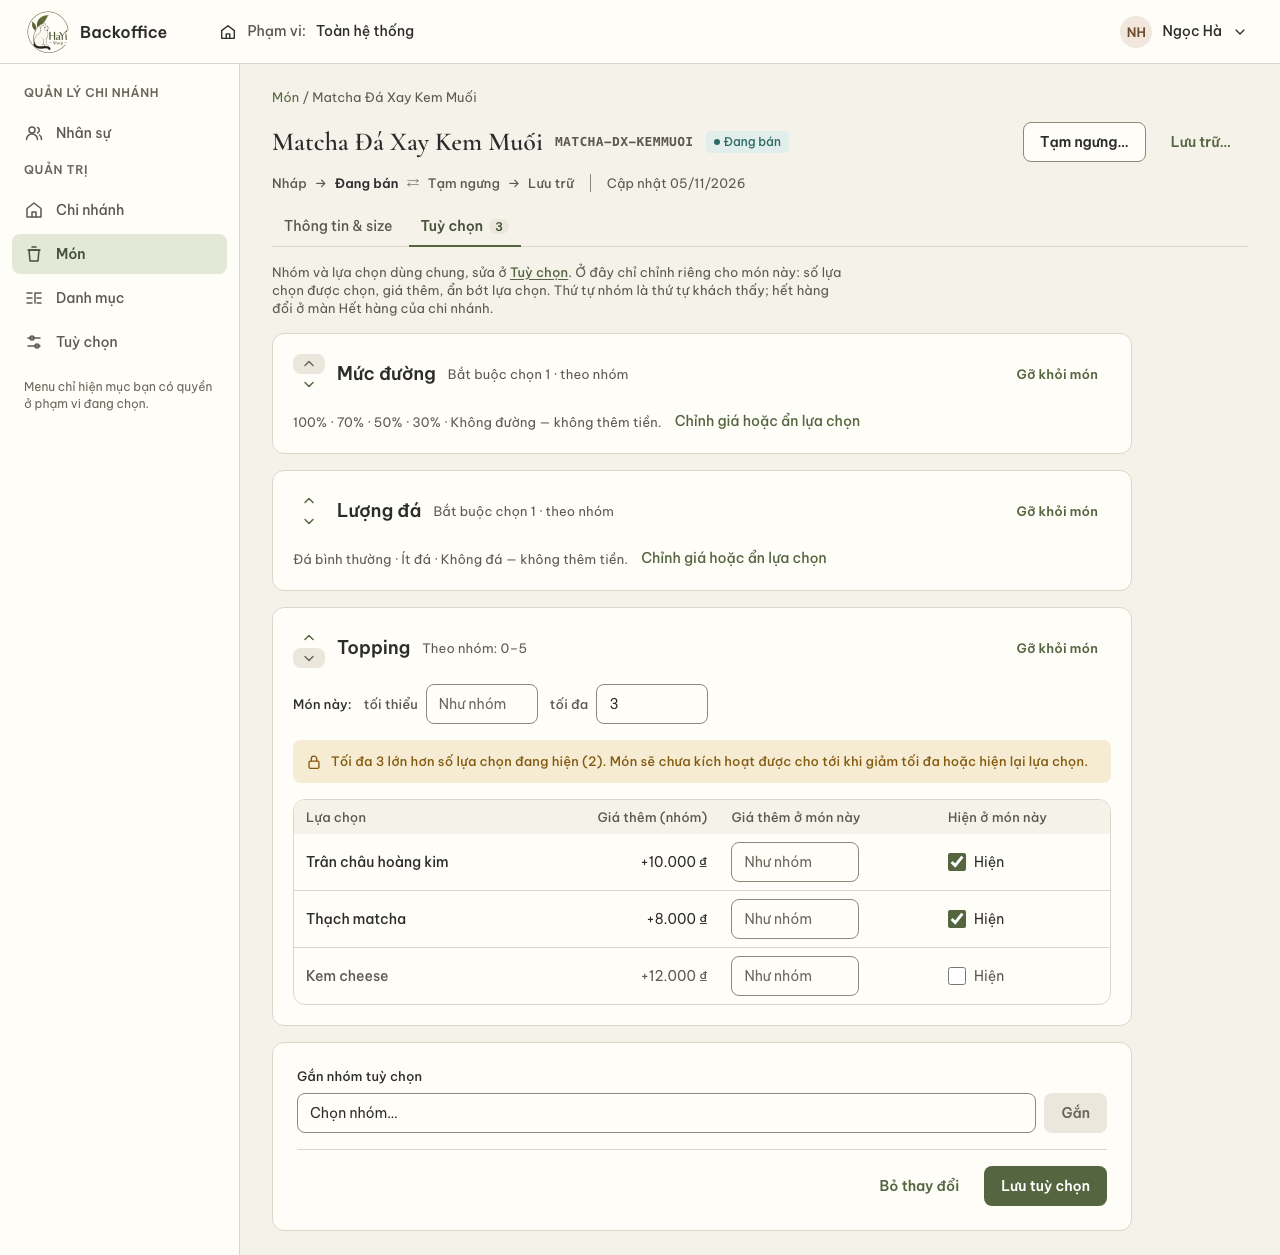 Hayi
Shop
Backoffice
Phạm vi: Toàn hệ thống
NH
Ngọc Hà
QUẢN LÝ CHI NHÁNH
Nhân sự
QUẢN TRỊ
Chi nhánh
Món
Danh mục
Tuỳ chọn
Menu chỉ hiện mục bạn có quyền
ở phạm vi đang chọn.
Món / Matcha Đá Xay Kem Muối
Matcha Đá Xay Kem Muối MATCHA-DX-KEMMUOI Đang bán
Tạm ngưng... Lưu trữ...
Nháp → Đang bán ⇄ Tạm ngưng → Lưu trữ Cập nhật 05/11/2026
Thông tin & size Tuỳ chọn 3
Nhóm và lựa chọn dùng chung, sửa ở Tuỳ chọn. Ở đây chỉ chỉnh riêng cho món này: số lựa
chọn được chọn, giá thêm, ẩn bớt lựa chọn. Thứ tự nhóm là thứ tự khách thấy; hết hàng
đổi ở màn Hết hàng của chi nhánh.
Mức đường Bắt buộc chọn 1 · theo nhóm Gỡ khỏi món
100% · 70% · 50% · 30% · Không đường — không thêm tiền. Chỉnh giá hoặc ẩn lựa chọn
Lượng đá Bắt buộc chọn 1 · theo nhóm Gỡ khỏi món
Đá bình thường · Ít đá · Không đá — không thêm tiền. Chỉnh giá hoặc ẩn lựa chọn
Topping Theo nhóm: 0–5 Gỡ khỏi món
Món này: tối thiểu Như nhóm tối đa 3
Tối đa 3 lớn hơn số lựa chọn đang hiện (2). Món sẽ chưa kích hoạt được cho tới khi giảm tối đa hoặc hiện lại lựa chọn.
Lựa chọn Giá thêm (nhóm) Giá thêm ở món này Hiện ở món này
Trân châu hoàng kim +10.000 ₫ Như nhóm Hiện
Thạch matcha +8.000 ₫ Như nhóm Hiện
Kem cheese +12.000 ₫ Như nhóm Hiện
Gắn nhóm tuỳ chọn
Chọn nhóm... Gắn
Bỏ thay đổi Lưu tuỳ chọn